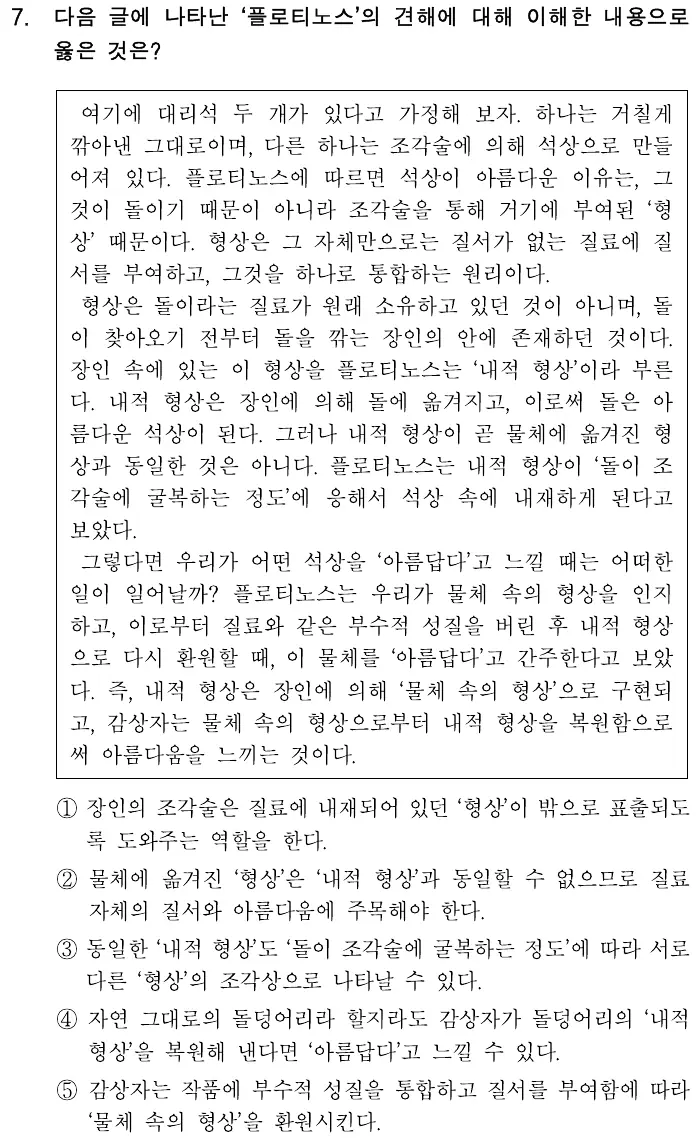 7. 다음 글에 나타난 ‘플로티노스’의 견해에 대해 이해한 내용으로
옳은 것은?
여기에 대리석 두 개가 있다고 가정해 보자. 하나는 거칠게
깎아낸 그대로이며, 다른 하나는 조각술에 의해 석상으로 만들
어져 있다. 플로티노스에 따르면 석상이 아름다운 이유는, 그
것이 돌이기 때문이 아니라 조각술을 통해 거기에 부여된 ‘형
상’ 때문이다. 형상은 그 자체만으로는 질서가 없는 질료에 질
서를 부여하고, 그것을 하나로 통합하는 원리이다.
형상은 돌이라는 질료가 원래 소유하고 있던 것이 아니며, 돌
이 찾아오기 전부터 돌을 깎는 장인의 안에 존재하던 것이다.
장인 속에 있는 이 형상을 플로티노스는 ‘내적 형상’이라 부른
다. 내적 형상은 장인에 의해 돌에 옮겨지고, 이로써 돌은 아
름다운 석상이 된다. 그러나 내적 형상이 곧 물체에 옮겨진 형
상과 동일한 것은 아니다. 플로티노스는 내적 형상이 ‘돌이 조
각술에 굴복하는 정도’에 응해서 석상 속에 내재하게 된다고
보았다.
그렇다면 우리가 어떤 석상을 ‘아름답다’고 느낄 때는 어떠한
일이 일어날까? 플로티노스는 우리가 물체 속의 형상을 인지
하고, 이로부터 질료와 같은 부수적 성질을 버린 후 내적 형상
으로 다시 환원할 때, 이 물체를 ‘아름답다’고 간주한다고 보았
다. 즉, 내적 형상은 장인에 의해 ‘물체 속의 형상’으로 구현되
고, 감상자는 물체 속의 형상으로부터 내적 형상을 복원함으로
써 아름다움을 느끼는 것이다.
① 장인의 조각술은 질료에 내재되어 있던 ‘형상’이 밖으로 표출되도
록 도와주는 역할을 한다.
② 물체에 옮겨진 ‘형상’은 ‘내적 형상’과 동일할 수 없으므로 질료
자체의 질서와 아름다움에 주목해야 한다.
③ 동일한 ‘내적 형상’도 ‘돌이 조각술에 굴복하는 정도’에 따라 서로
다른 ‘형상’의 조각상으로 나타날 수 있다.
④ 자연 그대로의 돌덩어리라 할지라도 감상자가 돌덩어리의 ‘내적
형상’을 복원해 낸다면 ‘아름답다’고 느낄 수 있다.
⑤ 감상자는 작품에 부수적 성질을 통합하고 질서를 부여함에 따라
‘물체 속의 형상’을 환원시킨다.